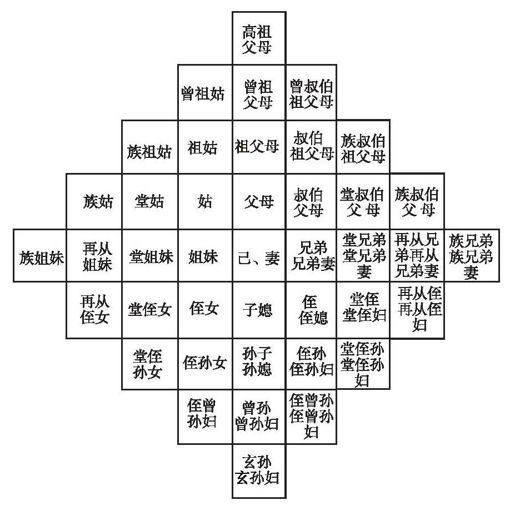 高祖
父母
曾祖姑
曾祖
父母
曾叔伯
祖父母
族祖姑
祖姑
祖父母
叔伯
祖父母
族叔伯
祖父母
族姑
堂姑
姑
父母
叔伯
父母
堂叔伯
父母
族叔伯
父母
族姐妹
再从
姐妹
堂姐妹
姐妹
己、妻
兄弟
兄弟妻
堂兄弟
堂兄弟
妻
再从兄
弟再从
兄弟妻
族兄弟
族兄弟
妻
再从
侄女
堂侄女
侄女
子媳
侄
侄媳
堂侄
堂侄妇
再从侄
再从侄
妇
堂侄
孙女
侄孙女
孙子
孙媳
侄孙
侄孙妇
堂侄孙
堂侄孙
妇
侄曾
孙妇
曾孙
曾孙妇
侄曾孙
侄曾孙
妇
玄孙
玄孙妇